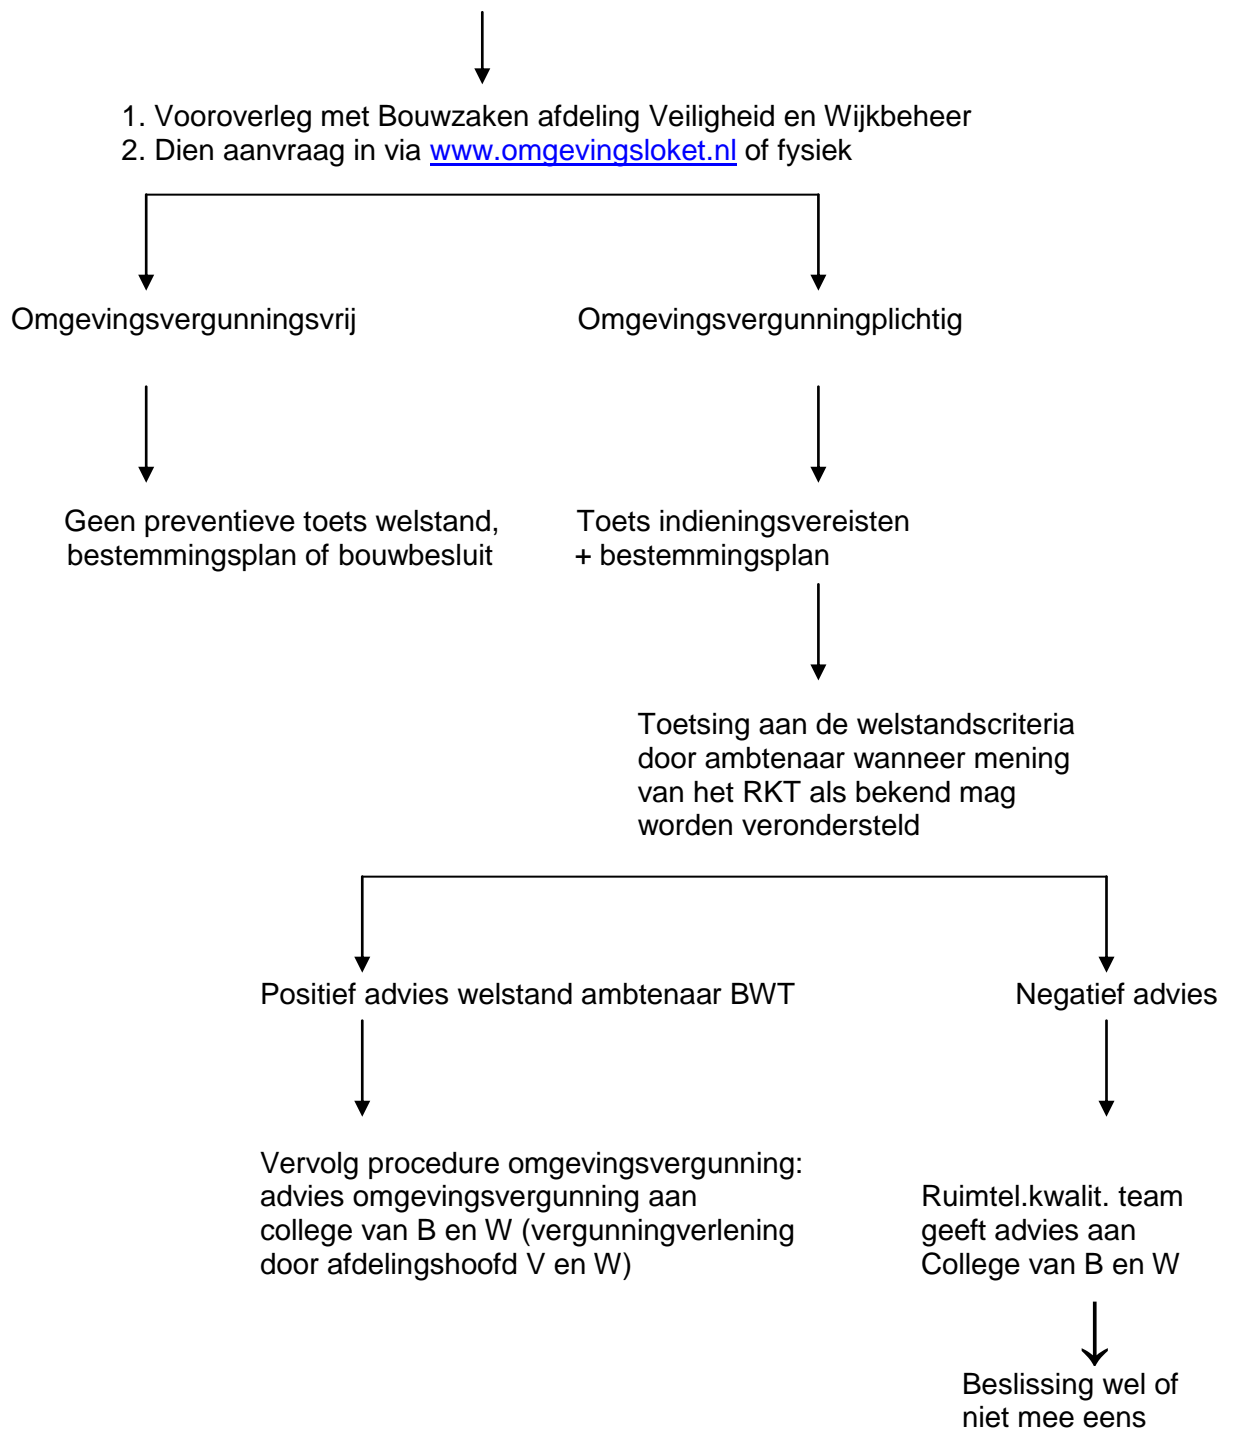 1. Vooroverleg met Bouwzaken afdeling Veiligheid en Wijkbeheer
2. Dien aanvraag in via www.omgevingsloket.nl of fysiek
Omgevingsvergunningsvrij
Omgevingsvergunningplichtig
Geen preventieve toets welstand,
bestemmingsplan of bouwbesluit
Toets indieningsvereisten
+ bestemmingsplan
Toetsing aan de welstandscriteria
door ambtenaar wanneer mening
van het RKT als bekend mag
worden verondersteld
Positief advies welstand ambtenaar BWT
Negatief advies
Vervolg procedure omgevingsvergunning:
advies omgevingsvergunning aan
college van B en W (vergunningverlening
door afdelingshoofd V en W)
Ruimtel.kwalit. team
geeft advies aan
College van B en W
Beslissing wel of
niet mee eens